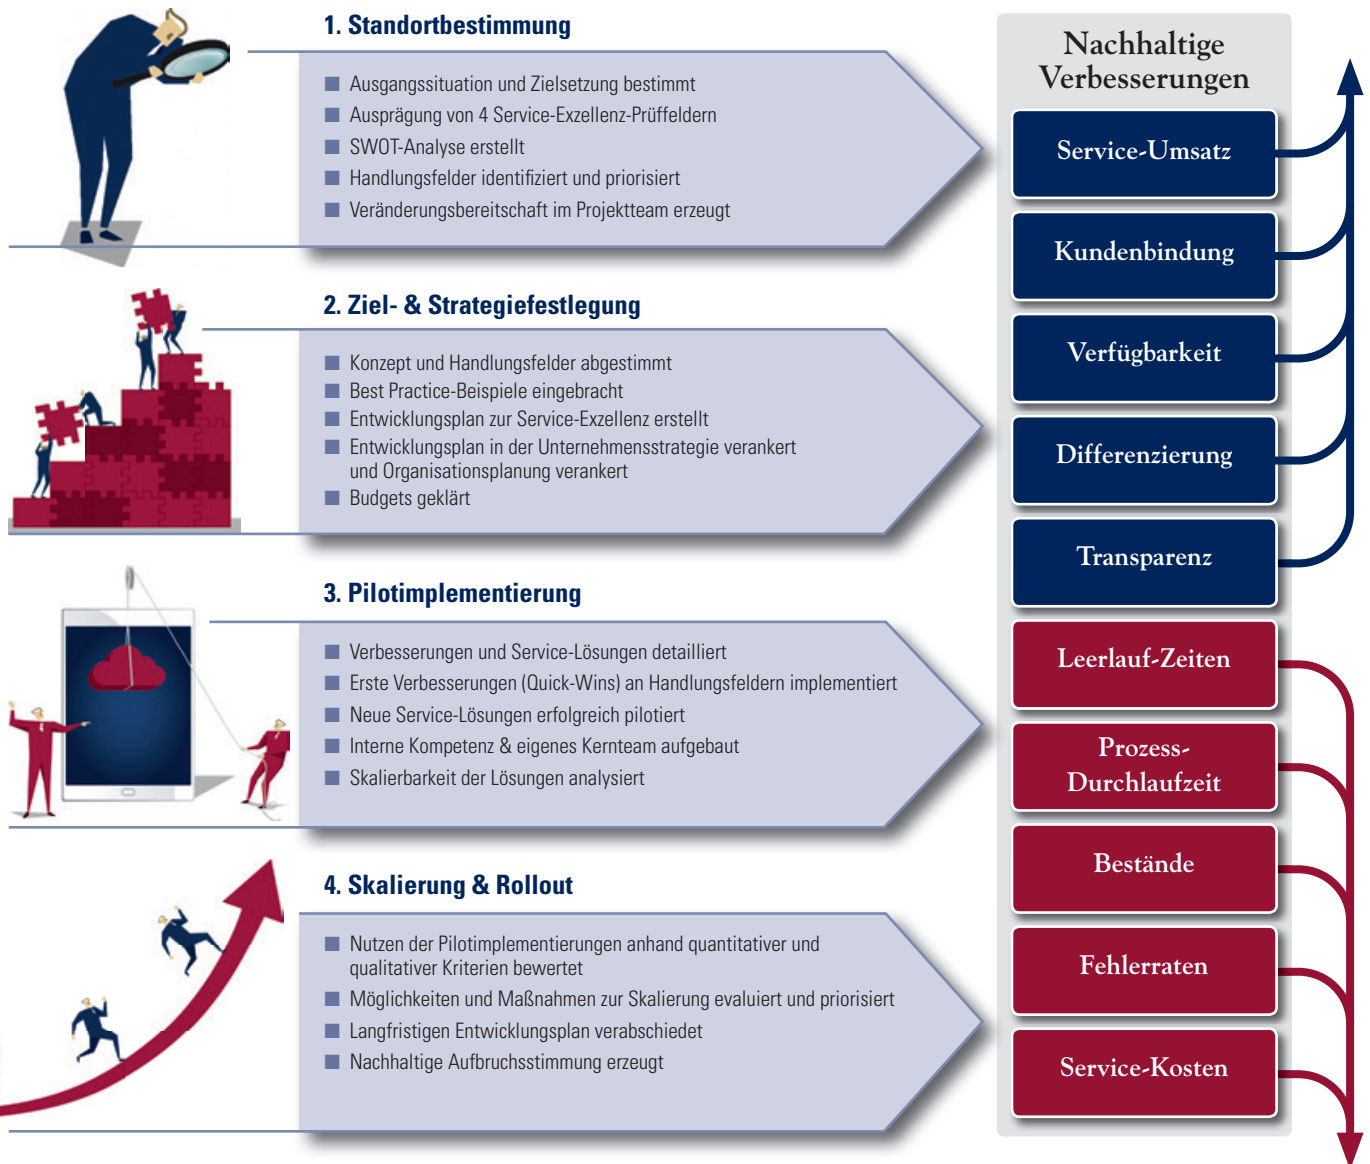 1. Standortbestimmung
Ausgangssituation und Zielsetzung bestimmt
Ausprägung von 4 Service-Exzellenz-Prüffeldern
SWOT-Analyse erstellt
Handlungsfelder identifiziert und priorisiert
Veränderungsbereitschaft im Projektteam erzeugt
2. Ziel- & Strategiefestlegung
Konzept und Handlungsfelder abgestimmt
Best Practice-Beispiele eingebracht
Entwicklungsplan zur Service-Exzellenz erstellt
Entwicklungsplan in der Unternehmensstrategie verankert
und Organisationsplanung verankert
Budgets geklärt
3. Pilotimplementierung
Verbesserungen und Service-Lösungen detailliert
Erste Verbesserungen (Quick-Wins) an Handlungsfeldern implementiert
Neue Service-Lösungen erfolgreich pilotiert
Interne Kompetenz & eigenes Kernteam aufgebaut
Skalierbarkeit der Lösungen analysiert
4. Skalierung & Rollout
Nutzen der Pilotimplementierungen anhand quantitativer und
qualitativer Kriterien bewertet
Möglichkeiten und Maßnahmen zur Skalierung evaluiert und priorisiert
Langfristigen Entwicklungsplan verabschiedet
Nachhaltige Aufbruchsstimmung erzeugt
Nachhaltige
Verbesserungen
Service-Umsatz
Kundenbindung
Verfügbarkeit
Differenzierung
Transparenz
Leerlauf-Zeiten
Prozess-
Durchlaufzeit
Bestände
Fehlerraten
Service-Kosten